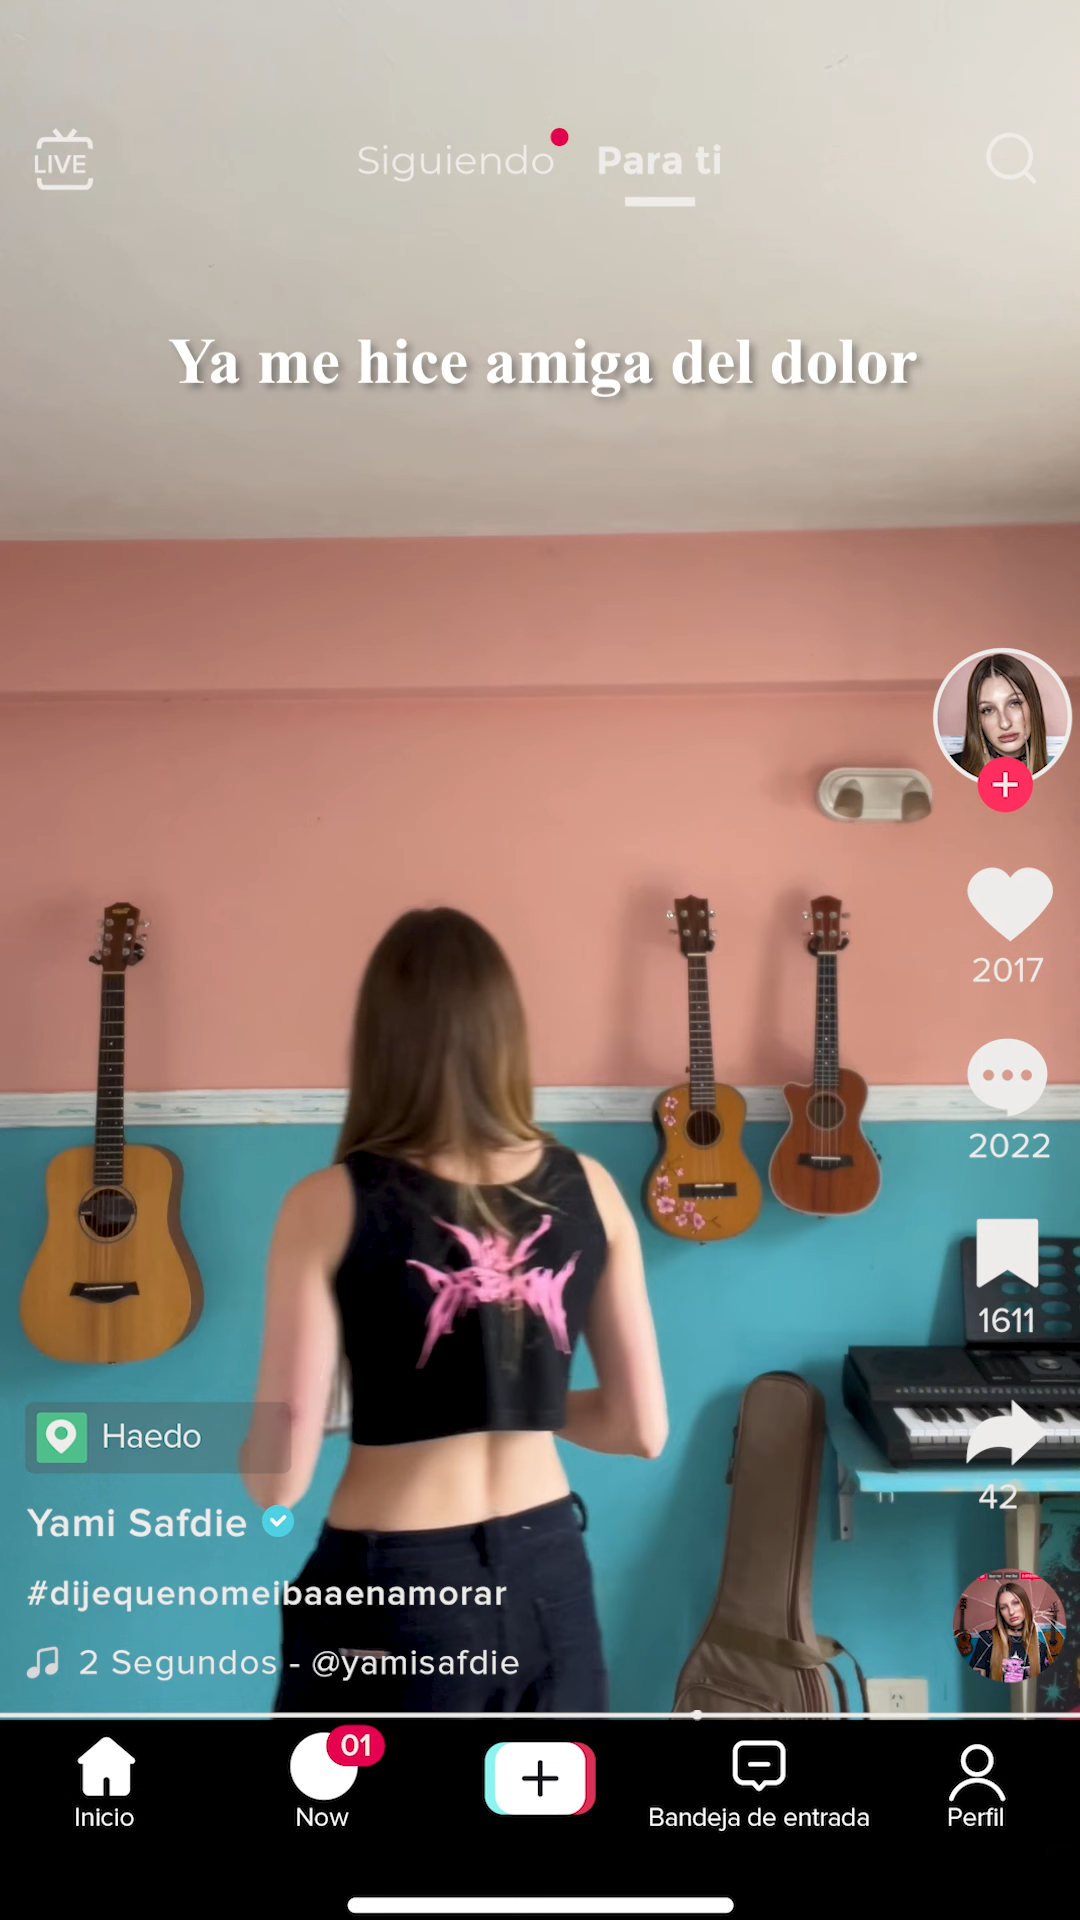 LIVE
Siguiendo
Para ti
Ya me hice amiga del dolor
2017
2022
1611
42
Haedo
Yami Safdie
#dijequenomeibaaenamorar
2 Segundos - @yamisafdie
01
Inicio
Now
Bandeja de entrada
Perfil